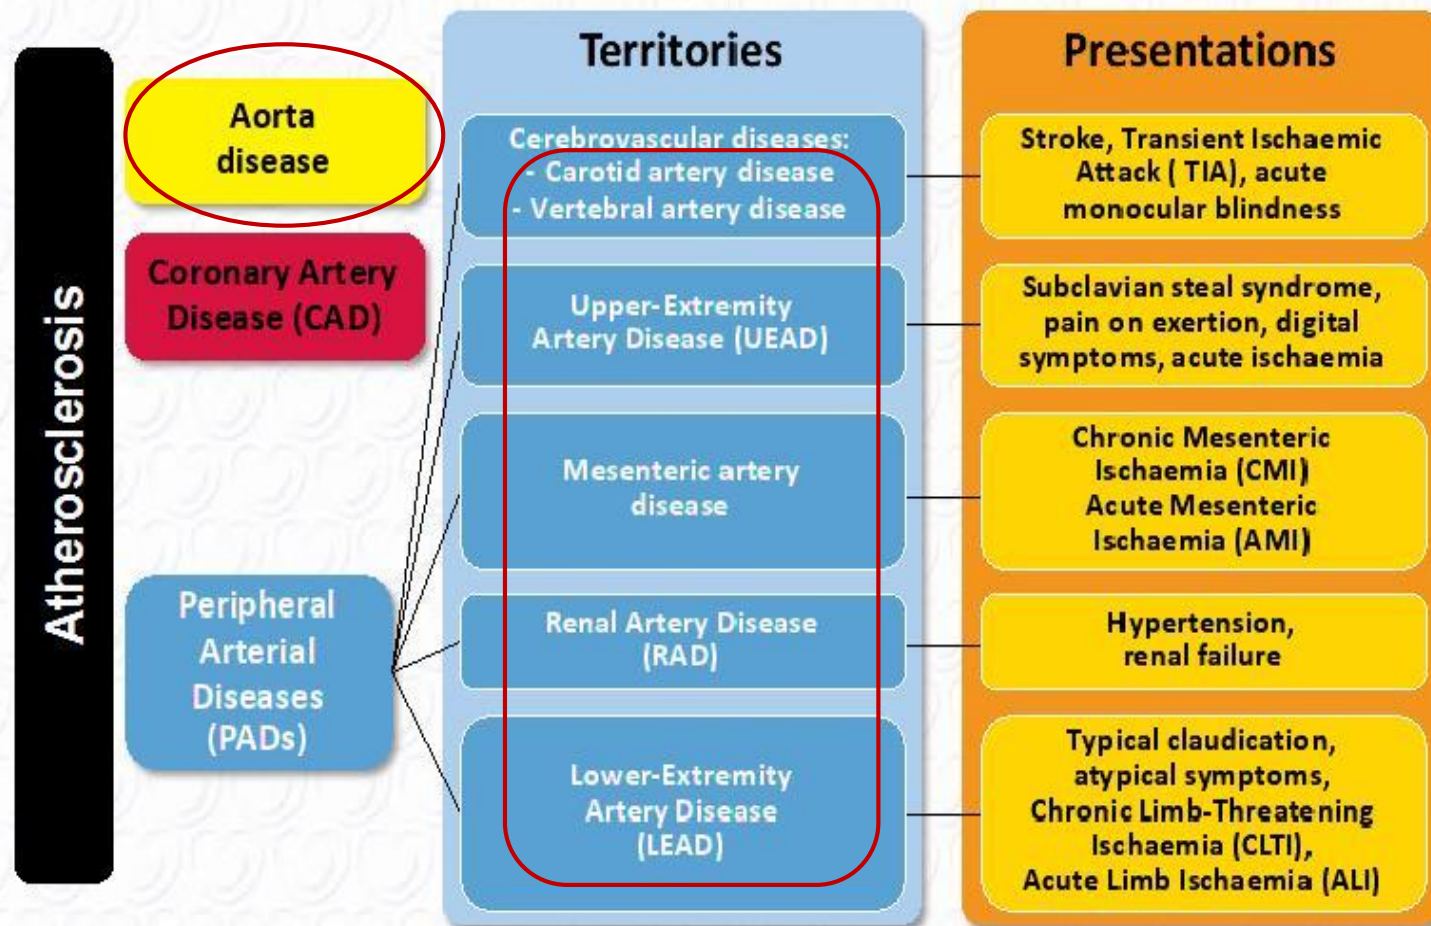 Atherosclerosis
Aorta
disease
Coronary Artery
Disease (CAD)
Peripheral
Arterial
Diseases
(PADs)
Territories
Cerebrovascular diseases:
- Carotid artery disease
- Vertebral artery disease
Upper-Extremity
Artery Disease (UEAD)
Mesenteric artery
disease
Renal Artery Disease
(RAD)
Lower-Extremity
Artery Disease
(LEAD)
Presentations
Stroke, Transient Ischaemic
Attack ( TIA), acute
monocular blindness
Subclavian steal syndrome,
pain on exertion, digital
symptoms, acute ischaemia
Chronic Mesenteric
Ischaemia (CMI)
Acute Mesenteric
Ischaemia (AMI)
Hypertension,
renal failure
Typical claudication,
atypical symptoms,
Chronic Limb-Threatening
Ischaemia (CLTI),
Acute Limb Ischaemia (ALI)